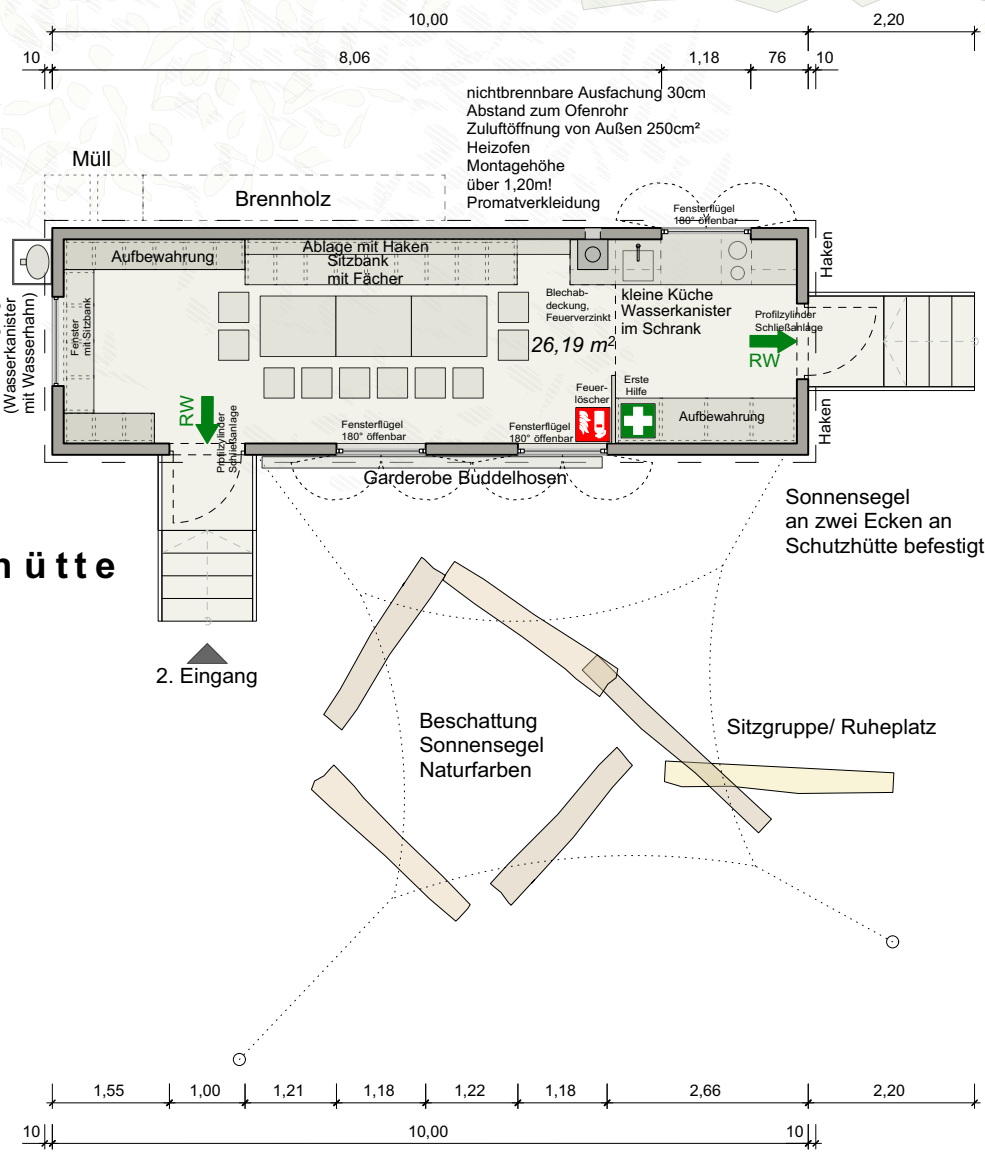 10,00
2,20
10
8,06
1,18
76
10
nichtbrennbare Ausfachung 30cm
Abstand zum Ofenrohr
Zuluftöffnung von Außen 250cm²
Heizofen
Montagehöhe
über 1,20m!
Promatverkleidung
Müll
Brennholz
Fensterflügel
180° öffenbar
Haken
Aufbewahrung
Ablage mit Haken
Sitzbank
mit Fächer
(Wasserkanister
mit Wasserhahn)
Fenster
mit Sitzbank
Blechab-
deckung,
Feuerverzinkt
kleine Küche
Wasserkanister
im Schrank
26,19 m²
Profilzylinder
Schließanlage
RW
RW
Profilzylinder
Schließanlage
Feuer-
löscher
Erste
Hilfe
Aufbewahrung
Haken
Fensterflügel
180° öffenbar
Fensterflügel
180° öffenbar
Garderobe Buddelhosen
Sonnensegel
an zwei Ecken an
Schutzhütte befestigt
ütte
2. Eingang
Beschattung
Sonnensegel
Naturfarben
Sitzgruppe/ Ruheplatz
1,55
1,00
1,21
1,18
1,22
1,18
2,66
2,20
10
10,00
10